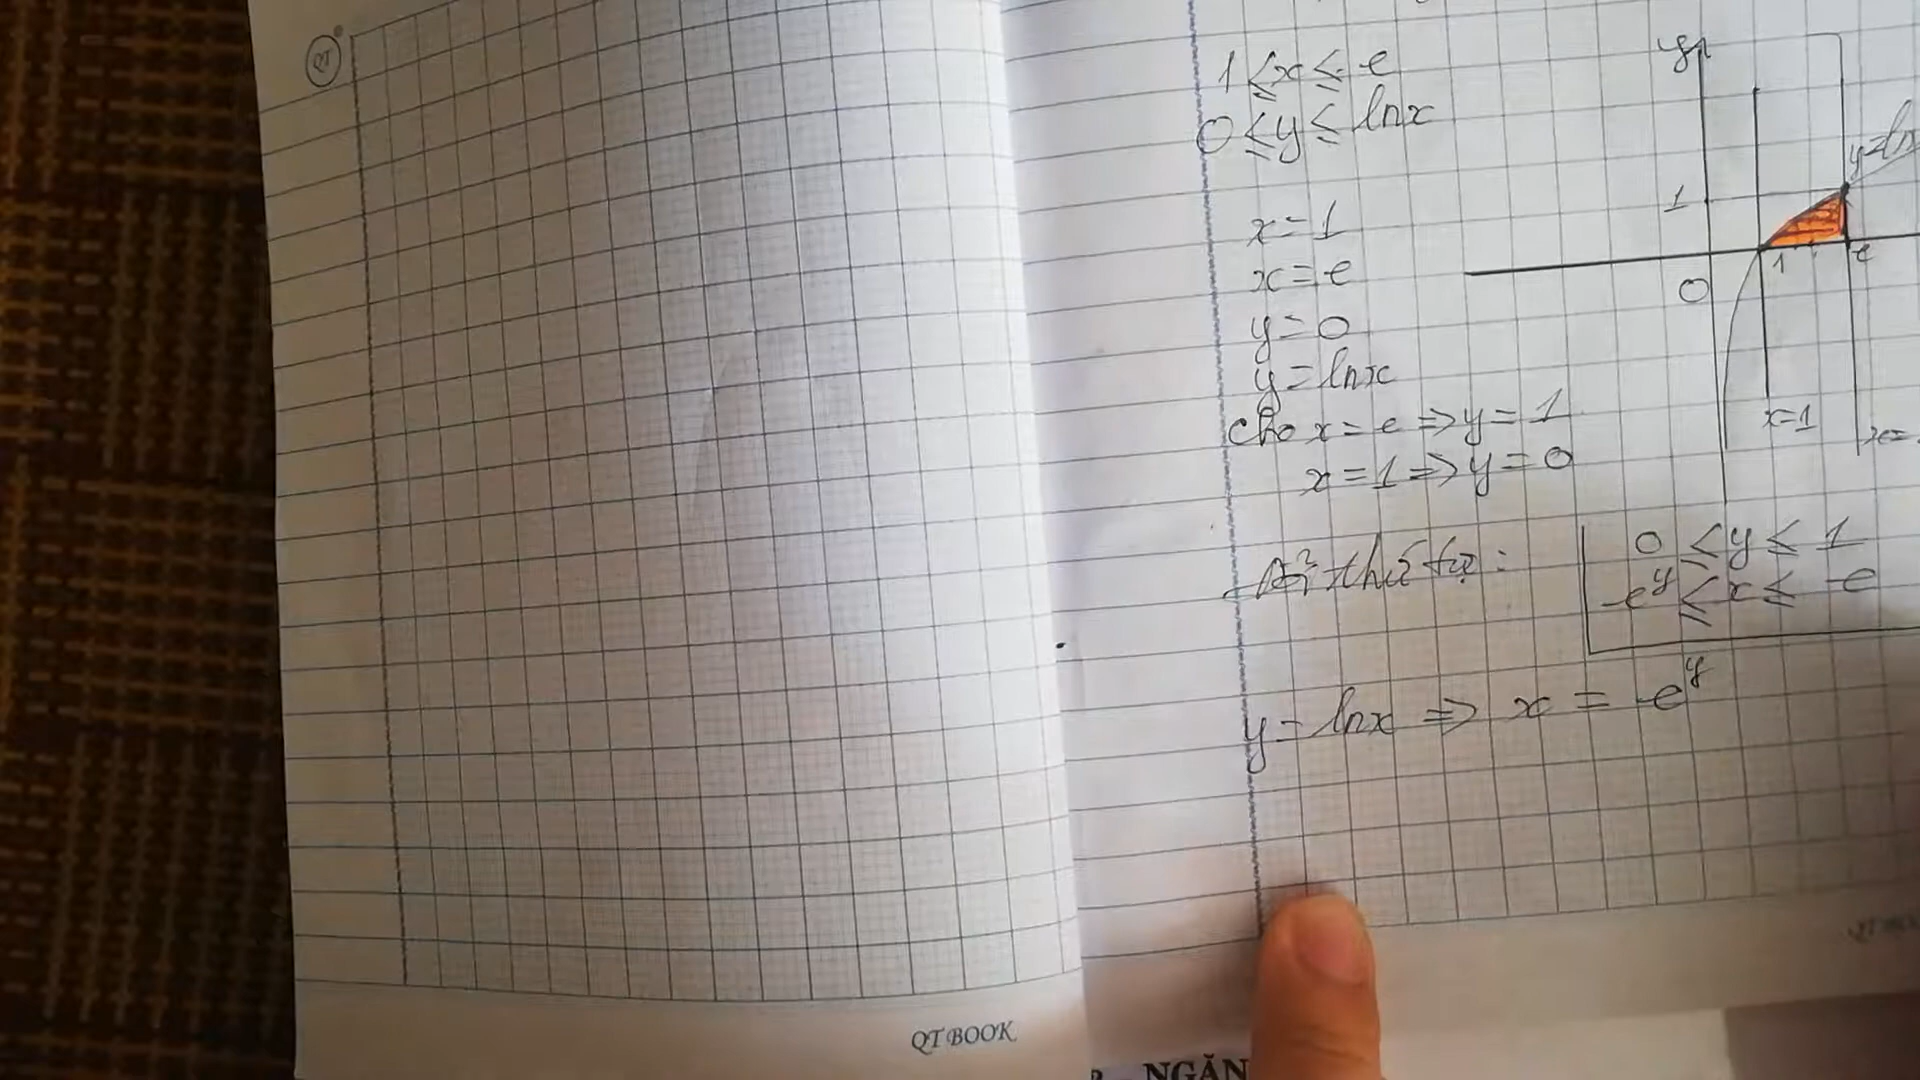 QT
1 ≤ x ≤ e
0 ≤ y ≤ lnx
x = 1
x = e
y = 0
y = lnx
cho x = e ⇒ y = 1
x = 1 ⇒ y = 0
Đổi thứ tự :
0 ≤ y ≤ 1
e^y ≤ x ≤ e
y = lnx ⇒ x = e^y
y
1
0
1
e
y=ln
x=1
x=
QT BOOK
NGĂN